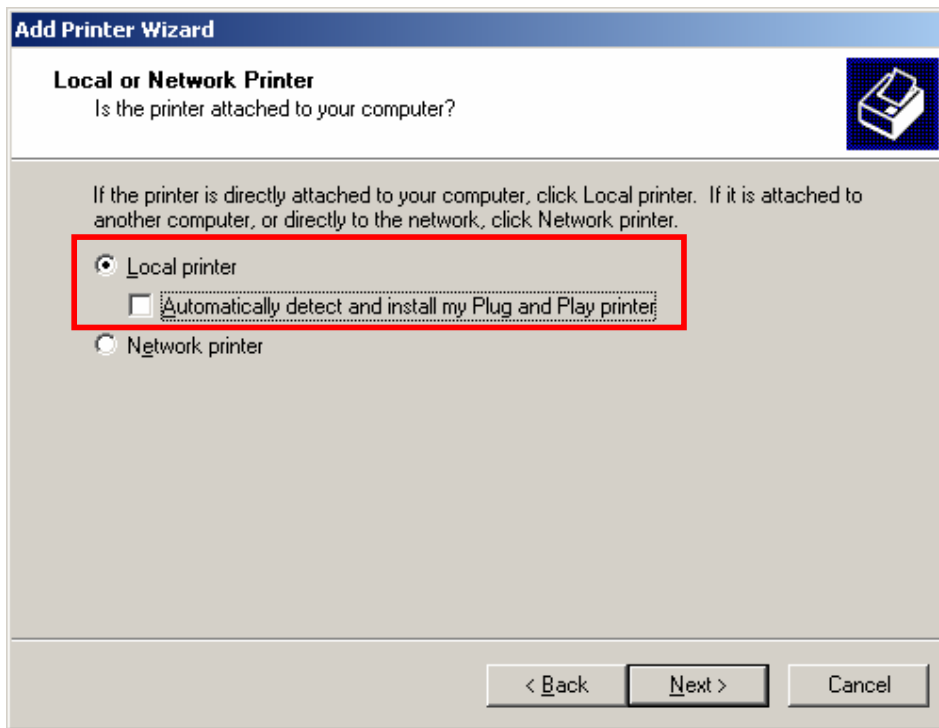 Add Printer Wizard
Local or Network Printer
Is the printer attached to your computer?
If the printer is directly attached to your computer, click Local printer. If it is attached to
another computer, or directly to the network, click Network printer.
Local printer
Automatically detect and install my Plug and Play printer
Network printer
< Back Next > Cancel